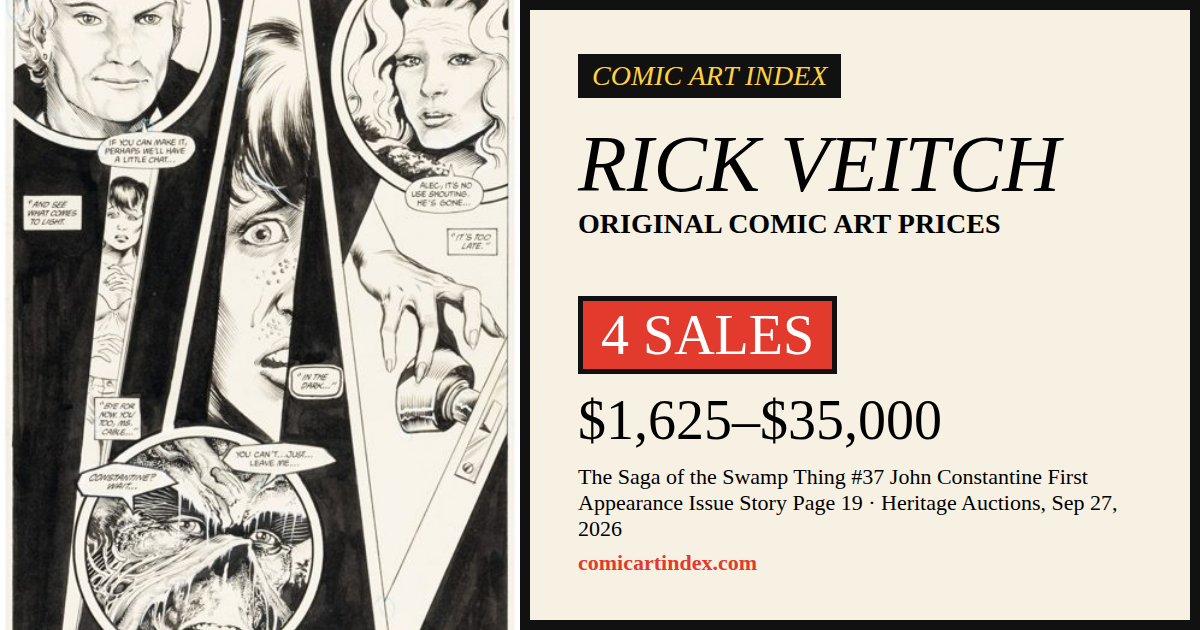 IF YOU CAN MAKE IT,
PERHAPS WE'LL HAVE
A LITTLE CHAT...
"AND SEE
WHAT COMES
TO LIGHT.
ALEC, IT'S NO
USE SHOUTING.
HE'S GONE...
"IT'S TOO
LATE."
"IN THE
DARK..."
"BYE FOR
NOW. YOU
TOO, MS.
CABLE..."
YOU CAN'T...JUST...
LEAVE ME...
CONSTANTINE?
WAIT...
COMIC ART INDEX
RICK VEITCH
ORIGINAL COMIC ART PRICES
4 SALES
$1,625–$35,000
The Saga of the Swamp Thing #37 John Constantine First
Appearance Issue Story Page 19 · Heritage Auctions, Sep 27,
2026
comicartindex.com